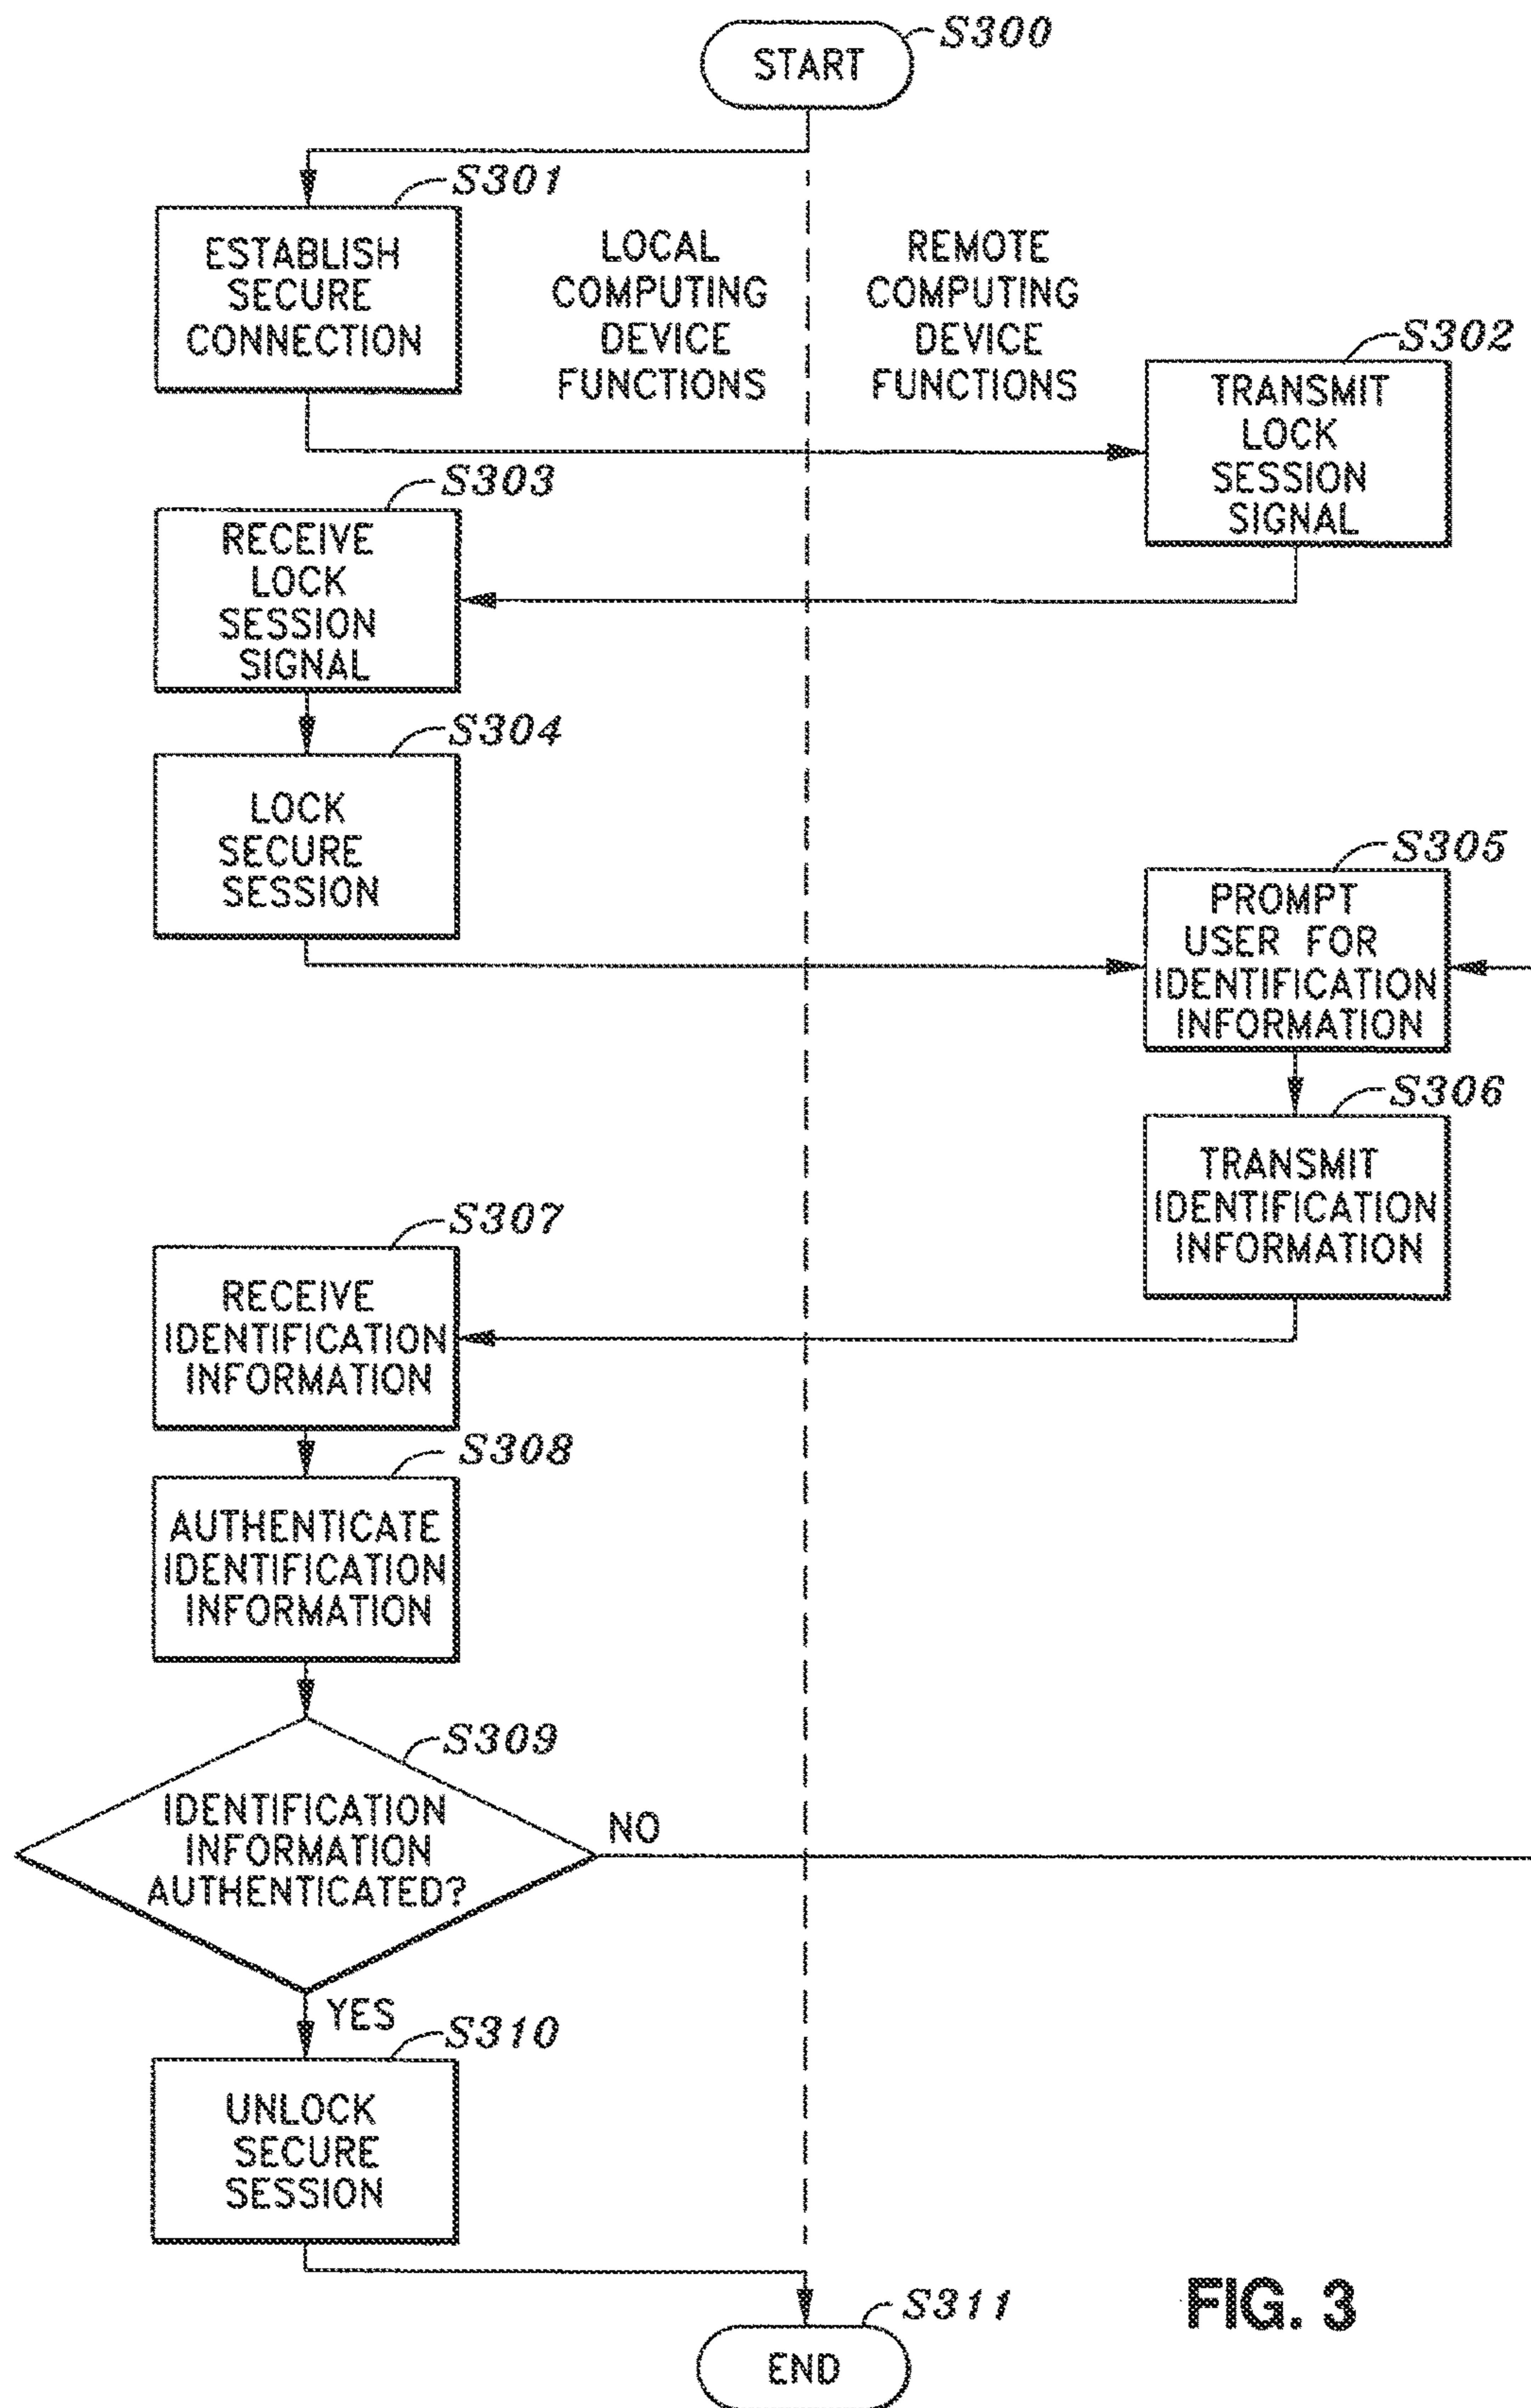 S300
START
S301
ESTABLISH
SECURE
CONNECTION
LOCAL
COMPUTING
DEVICE
FUNCTIONS
REMOTE
COMPUTING
DEVICE
FUNCTIONS
S302
TRANSMIT
LOCK
SESSION
SIGNAL
S303
RECEIVE
LOCK
SESSION
SIGNAL
S304
LOCK
SECURE
SESSION
S305
PROMPT
USER FOR
IDENTIFICATION
INFORMATION
S306
TRANSMIT
IDENTIFICATION
INFORMATION
S307
RECEIVE
IDENTIFICATION
INFORMATION
S308
AUTHENTICATE
IDENTIFICATION
INFORMATION
S309
IDENTIFICATION
INFORMATION
AUTHENTICATED?
NO
YES
S310
UNLOCK
SECURE
SESSION
S311
END
FIG. 3